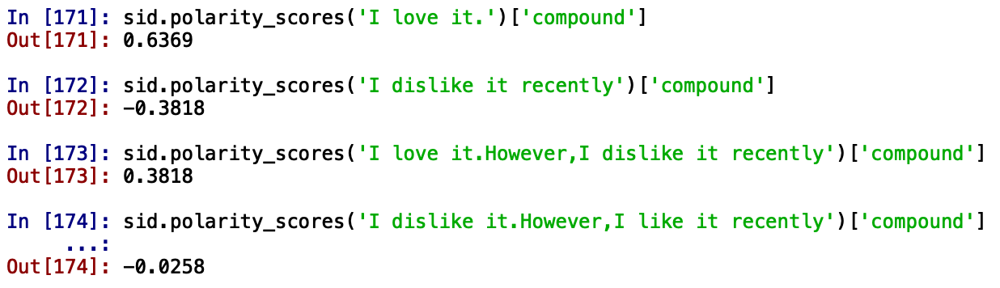 In [171]: sid.polarity_scores('I love it.')['compound']
Out[171]: 0.6369
In [172]: sid.polarity_scores('I dislike it recently')['compound']
Out[172]: -0.3818
In [173]: sid.polarity_scores('I love it.However,I dislike it recently')['compound']
Out[173]: 0.3818
In [174]: sid.polarity_scores('I dislike it.However,I like it recently')['compound']
...:
Out[174]: -0.0258